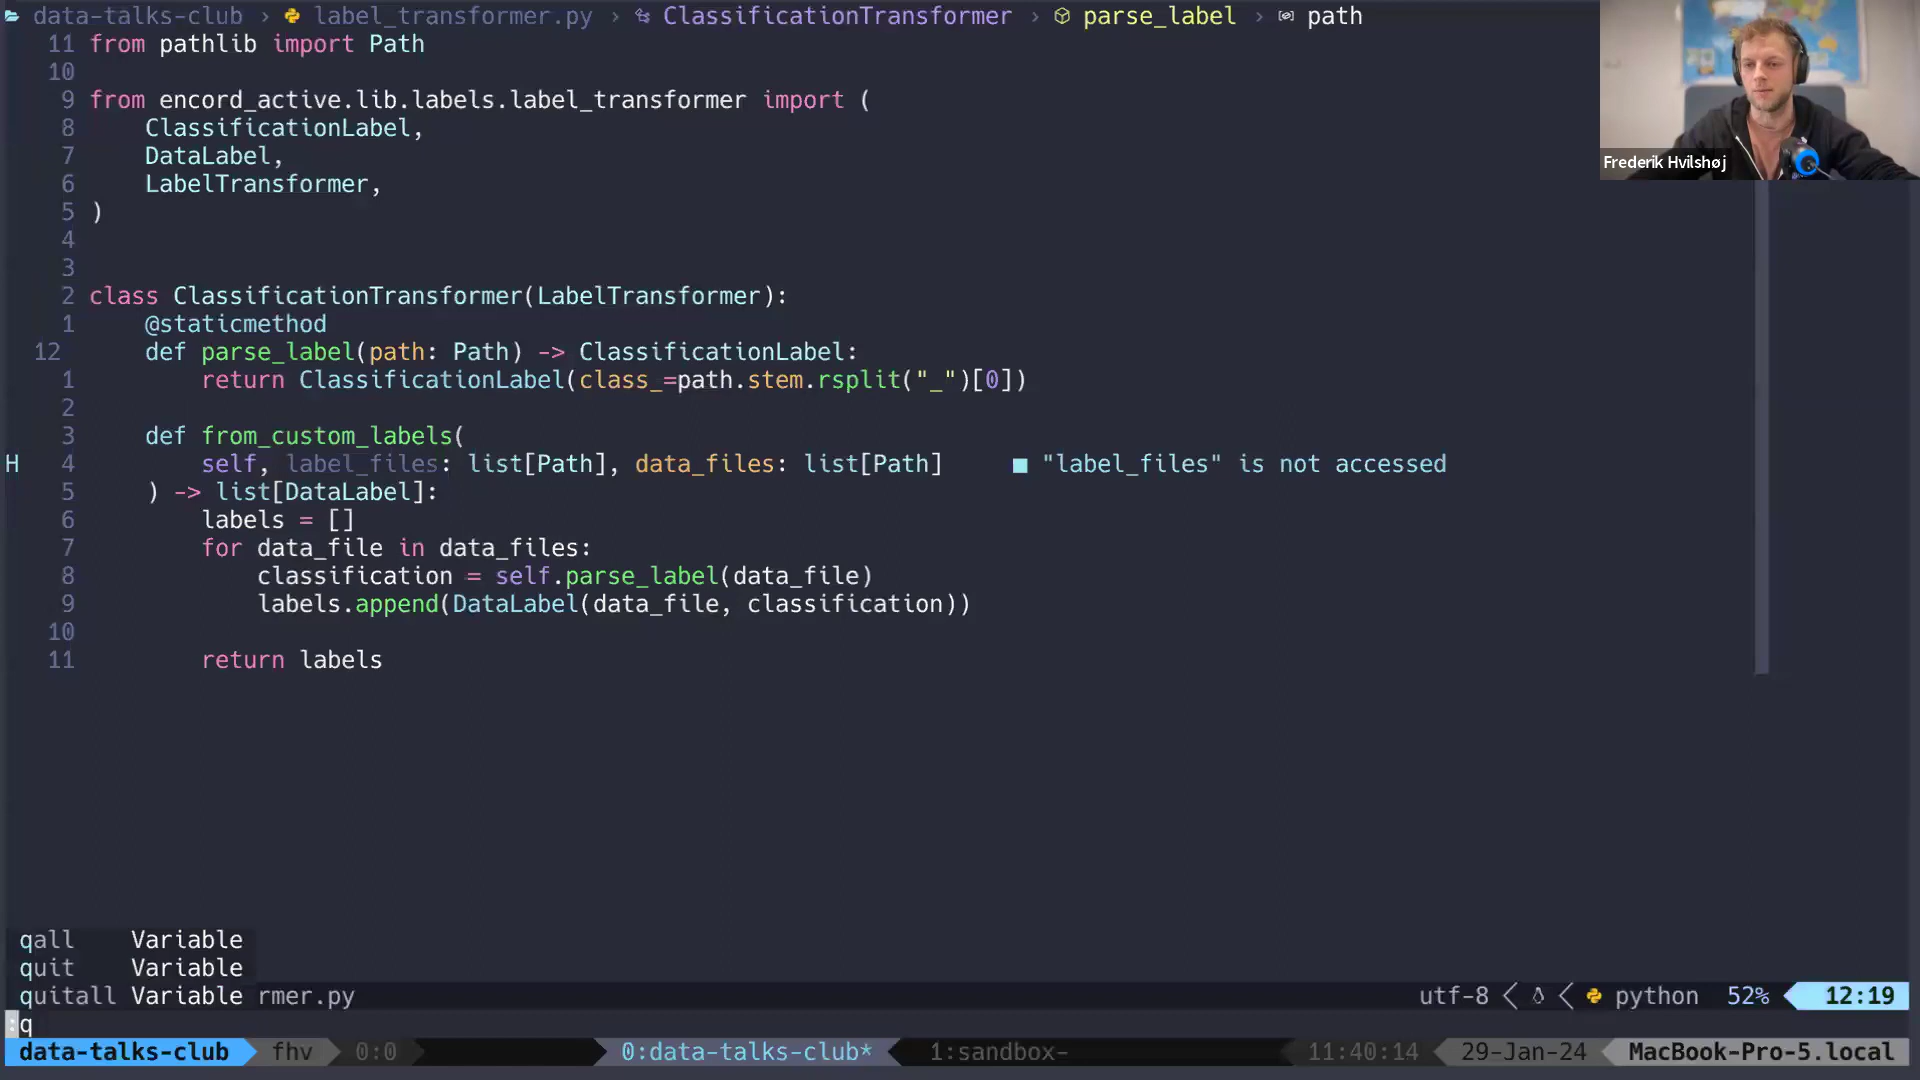 data-talks-club › label_transformer.py › ClassificationTransformer › parse_label › path
11 from pathlib import Path
10
9 from encord_active.lib.labels.label_transformer import (
8 ClassificationLabel,
7 DataLabel,
6 LabelTransformer,
5 )
4
3
2 class ClassificationTransformer(LabelTransformer):
1 @staticmethod
12 def parse_label(path: Path) -> ClassificationLabel:
1 return ClassificationLabel(class_=path.stem.rsplit("_")[0])
2
3 def from_custom_labels(
H 4 self, label_files: list[Path], data_files: list[Path] ■ "label_files" is not accessed
5 ) -> list[DataLabel]:
6 labels = []
7 for data_file in data_files:
8 classification = self.parse_label(data_file)
9 labels.append(DataLabel(data_file, classification))
10
11 return labels
Frederik Hvilshøj
qall Variable
quit Variable
quitall Variable rmer.py utf-8 python 52% 12:19
:q
data-talks-club fhv 0:0 0:data-talks-club* 1:sandbox- 11:40:14 29-Jan-24 MacBook-Pro-5.local